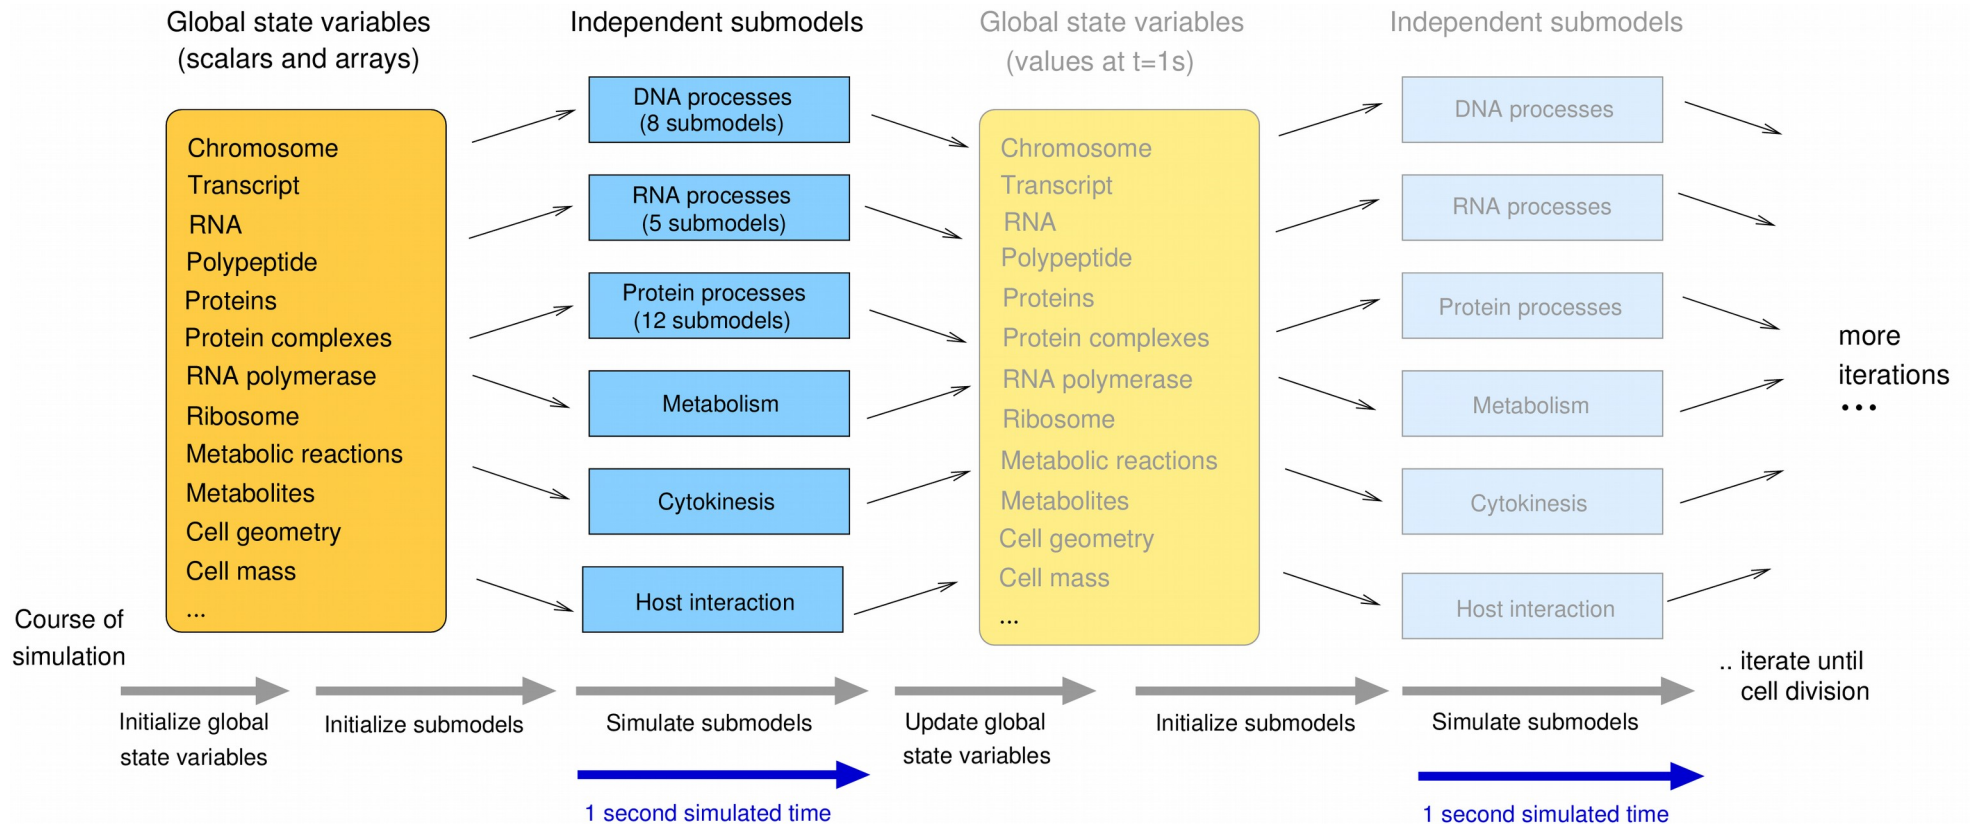 Global state variables
(scalars and arrays)
Independent submodels
Global state variables
(values at t=1s)
Independent submodels
Chromosome
Transcript
RNA
Polypeptide
Proteins
Protein complexes
RNA polymerase
Ribosome
Metabolic reactions
Metabolites
Cell geometry
Cell mass
...
DNA processes
(8 submodels)
RNA processes
(5 submodels)
Protein processes
(12 submodels)
Metabolism
Cytokinesis
Host interaction
Chromosome
Transcript
RNA
Polypeptide
Proteins
Protein complexes
RNA polymerase
Ribosome
Metabolic reactions
Metabolites
Cell geometry
Cell mass
...
DNA processes
RNA processes
Protein processes
Metabolism
Cytokinesis
Host interaction
more
iterations
...
Course of
simulation
.. iterate until
cell division
Initialize global
state variables
Initialize submodels
Simulate submodels
Update global
state variables
Initialize submodels
Simulate submodels
1 second simulated time
1 second simulated time